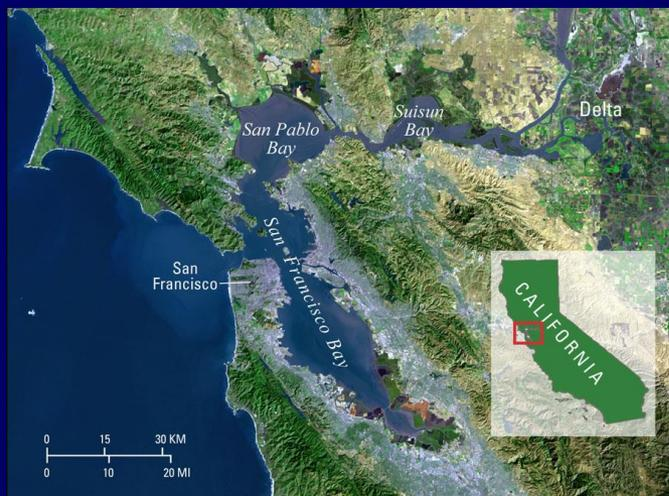 San Pablo
Bay
Suisun
Bay
Delta
San Francisco Bay
San
Francisco
CALIFORNIA
0 15 30 KM
0 10 20 MI